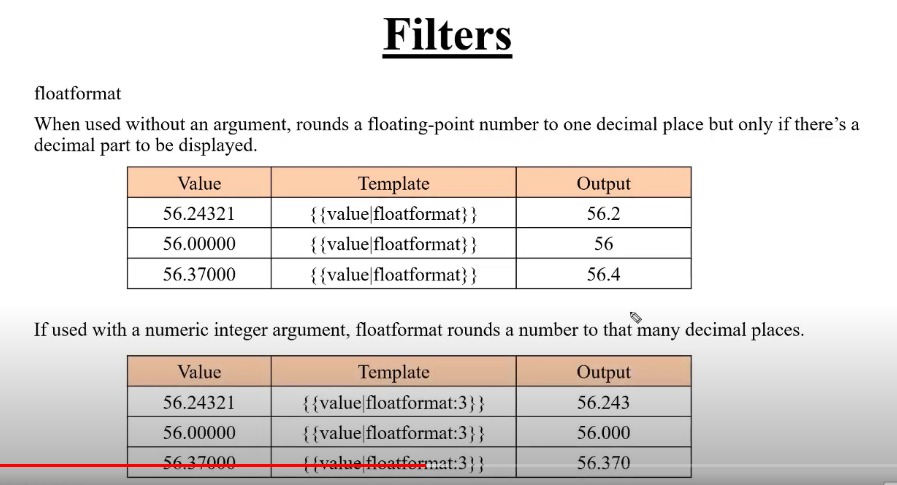 Filters
floatformat
When used without an argument, rounds a floating-point number to one decimal place but only if there’s a
decimal part to be displayed.
Value Template Output
56.24321 {{value|floatformat}} 56.2
56.00000 {{value|floatformat}} 56
56.37000 {{value|floatformat}} 56.4
If used with a numeric integer argument, floatformat rounds a number to that many decimal places.
Value Template Output
56.24321 {{value|floatformat:3}} 56.243
56.00000 {{value|floatformat:3}} 56.000
56.37000 {{value|floatformat:3}} 56.370